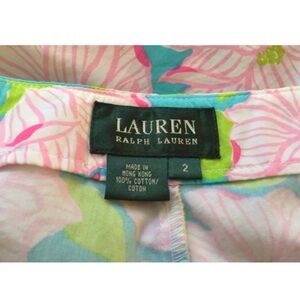 LAUREN
RALPH LAUREN
MADE IN
HONG KONG
100% COTTON/
COTON
2